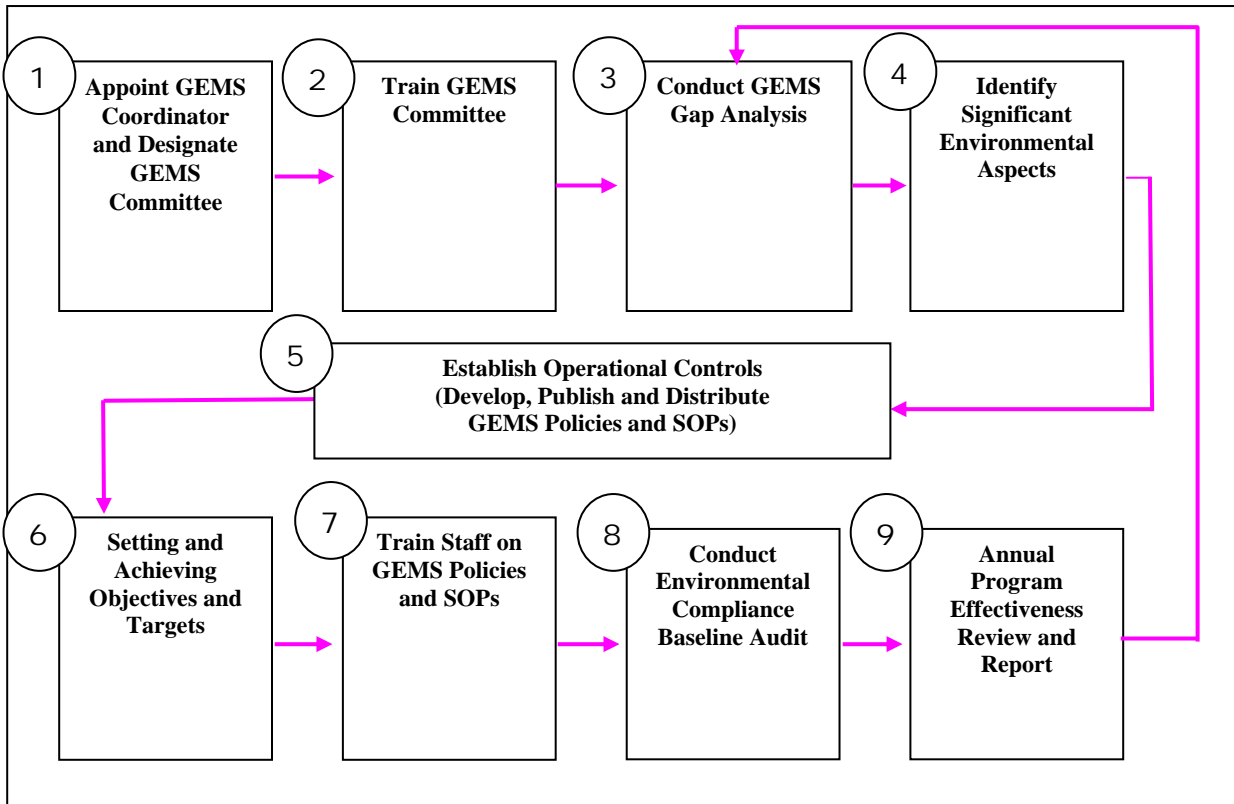 1
Appoint GEMS
Coordinator
and Designate
GEMS
Committee
2
Train GEMS
Committee
3
Conduct GEMS
Gap Analysis
4
Identify
Significant
Environmental
Aspects
5
Establish Operational Controls
(Develop, Publish and Distribute
GEMS Policies and SOPs)
6
Setting and
Achieving
Objectives and
Targets
7
Train Staff on
GEMS Policies
and SOPs
8
Conduct
Environmental
Compliance
Baseline Audit
9
Annual
Program
Effectiveness
Review and
Report